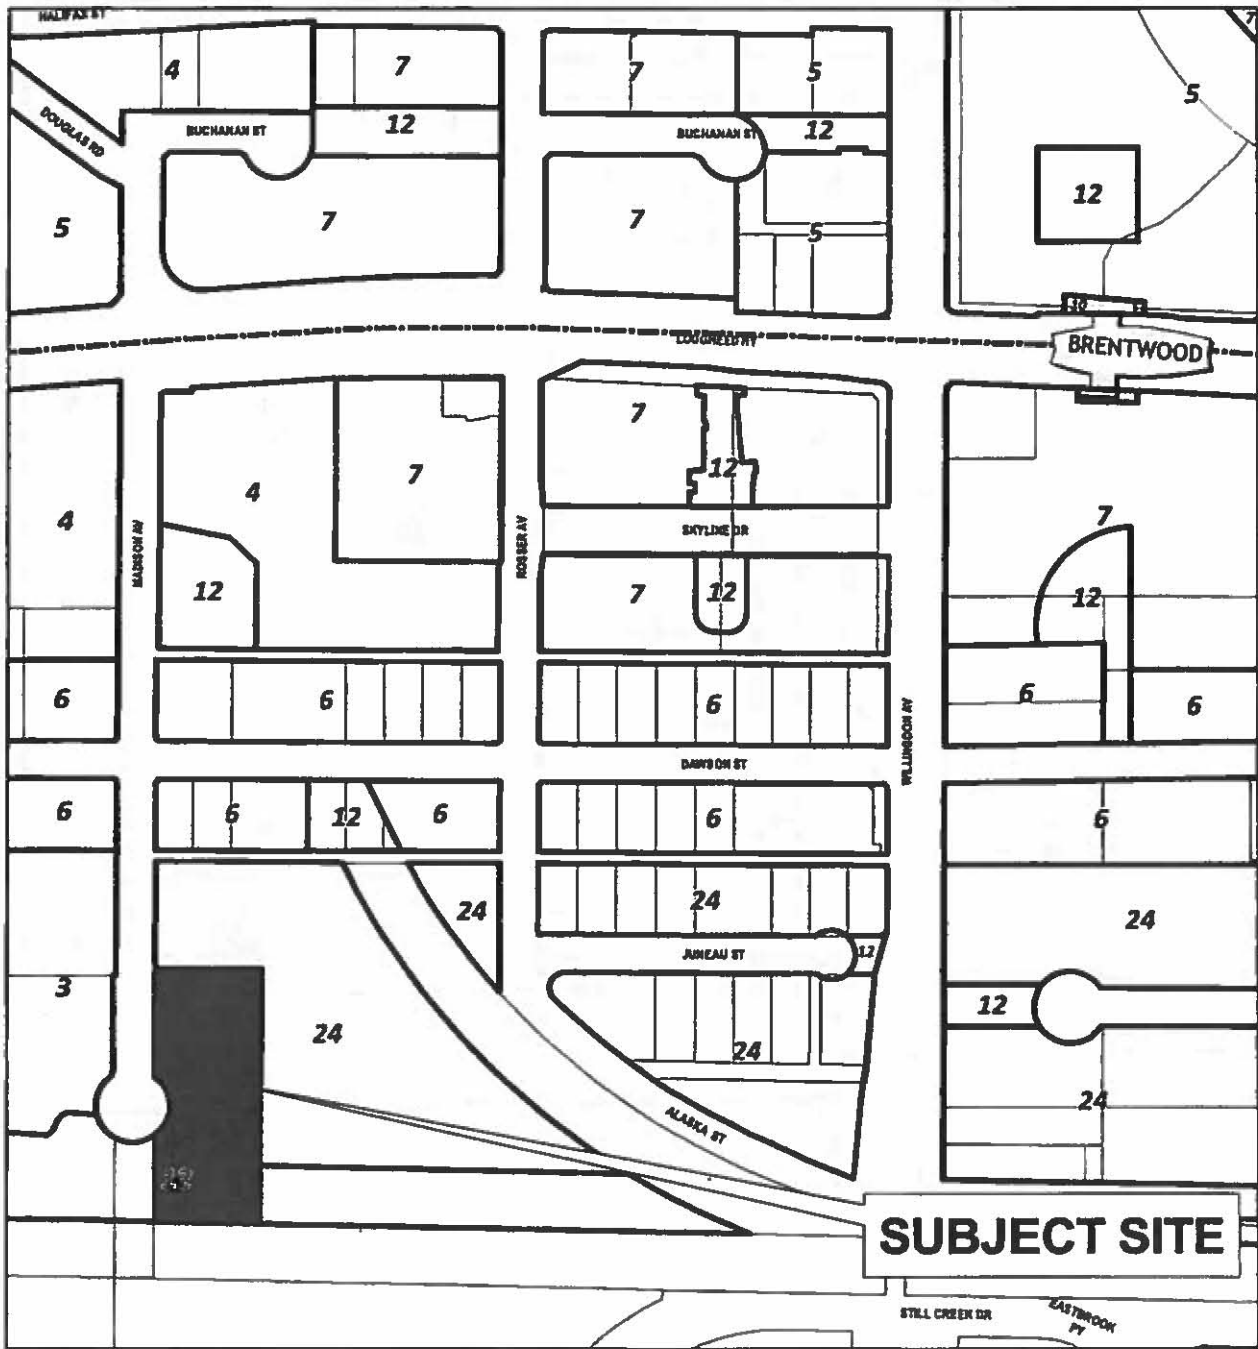 HALIFAX ST
7
4
7
7
5
5
DOUGLAS RD
BUCHANAN ST
12
BUCHANAN ST
12
12
5
7
7
5
10
LOUGHEED HY
BRENTWOOD
7
4
7
12
4
MADISON AV
ROSSER AV
SKYLINE DR
7
12
7
12
12
6
6
6
6
6
WILLINGDON AV
DAWSON ST
6
6
12
6
6
6
24
24
24
JUNEAU ST
12
3
24
12
24
24
ALASKA ST
SUBJECT SITE
STILL CREEK DR
EASTBROOK
PY